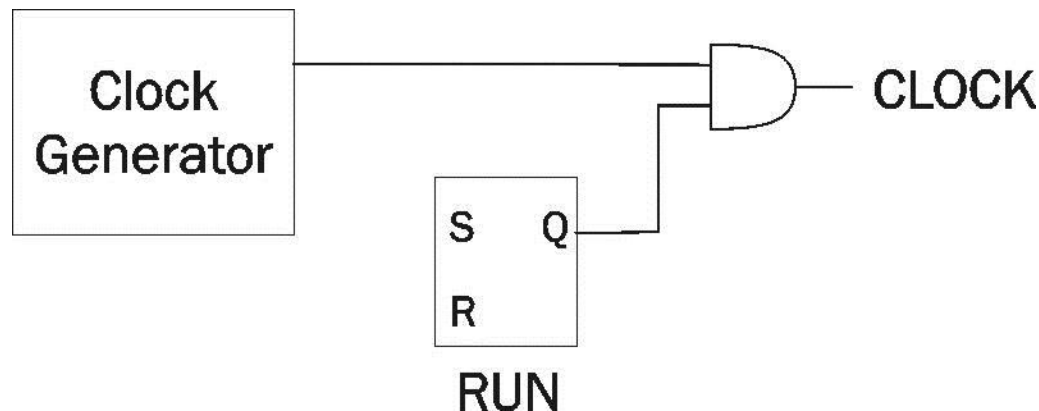 Clock
Generator
CLOCK
S Q
R
RUN